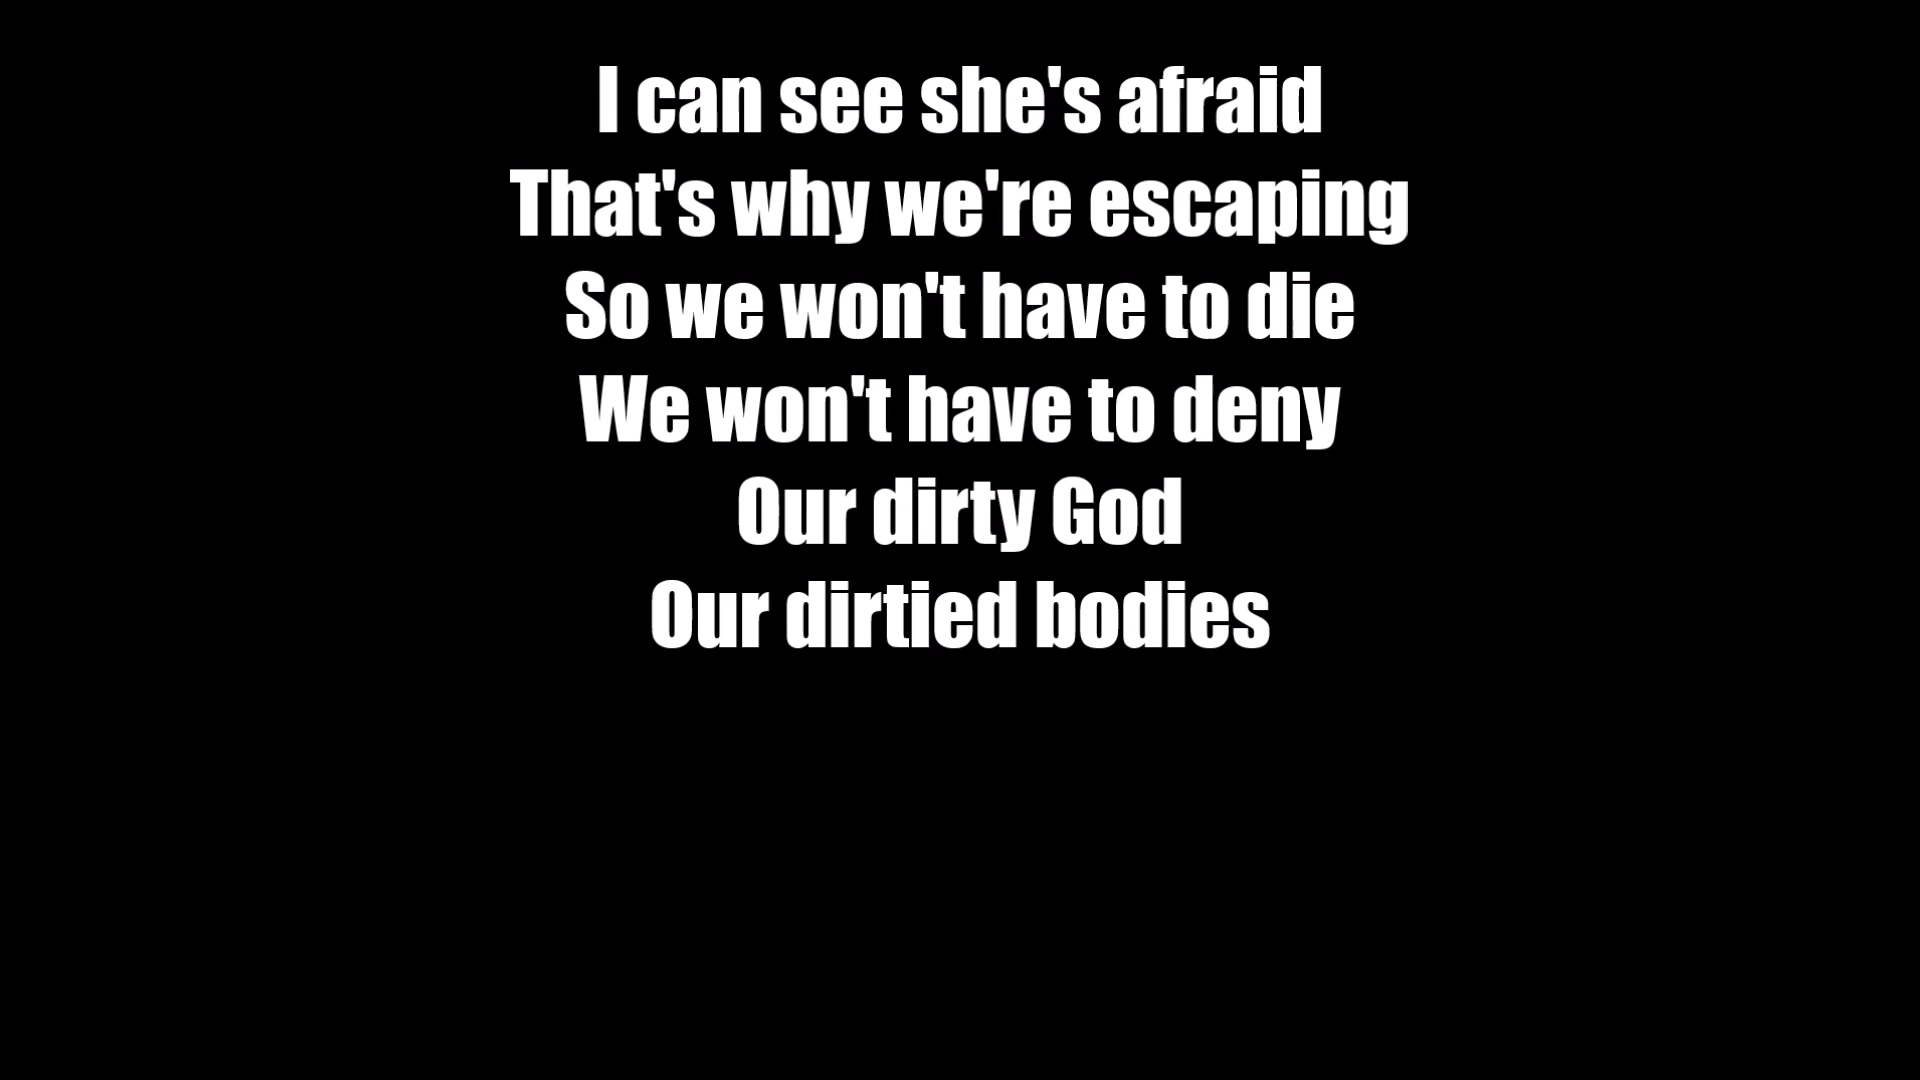 I can see she's afraid
That's why we're escaping
So we won't have to die
We won't have to deny
Our dirty God
Our dirtied bodies